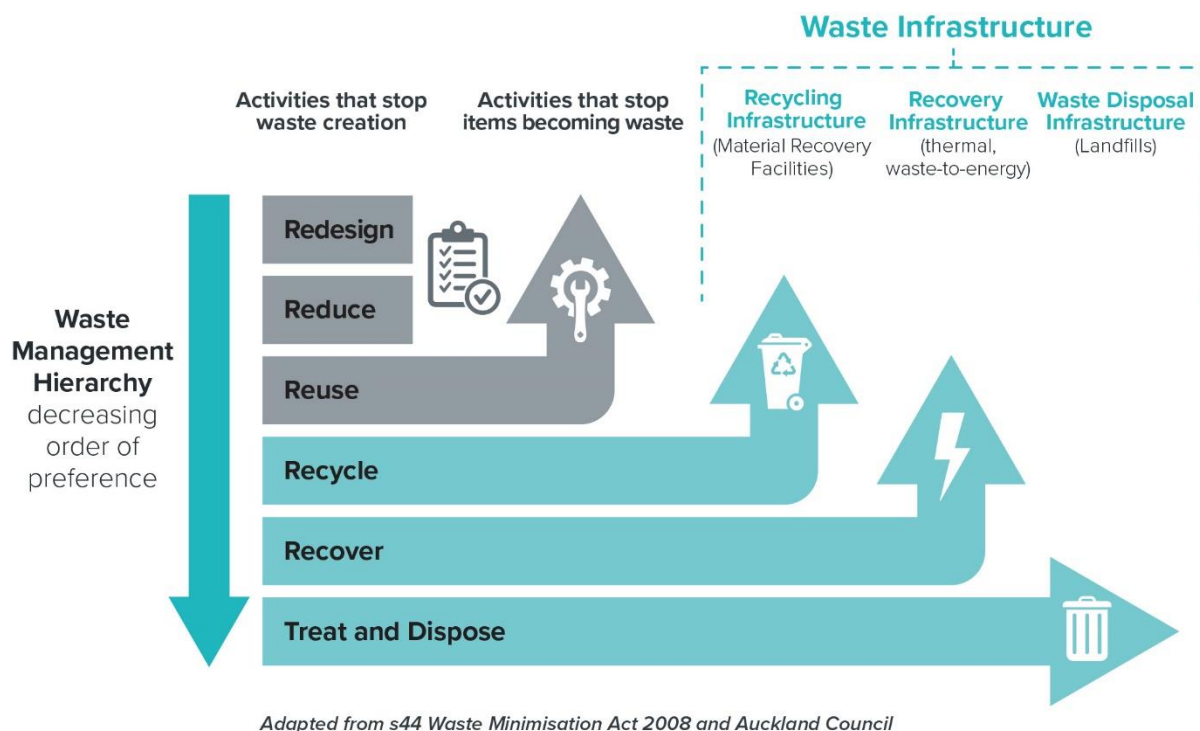 Waste Infrastructure
Activities that stop
waste creation
Activities that stop
items becoming waste
Recycling
Infrastructure
(Material Recovery
Facilities)
Recovery
Infrastructure
(thermal,
waste-to-energy)
Waste Disposal
Infrastructure
(Landfills)
Waste
Management
Hierarchy
decreasing
order of
preference
Redesign
Reduce
Reuse
Recycle
Recover
Treat and Dispose
Adapted from s44 Waste Minimisation Act 2008 and Auckland Council